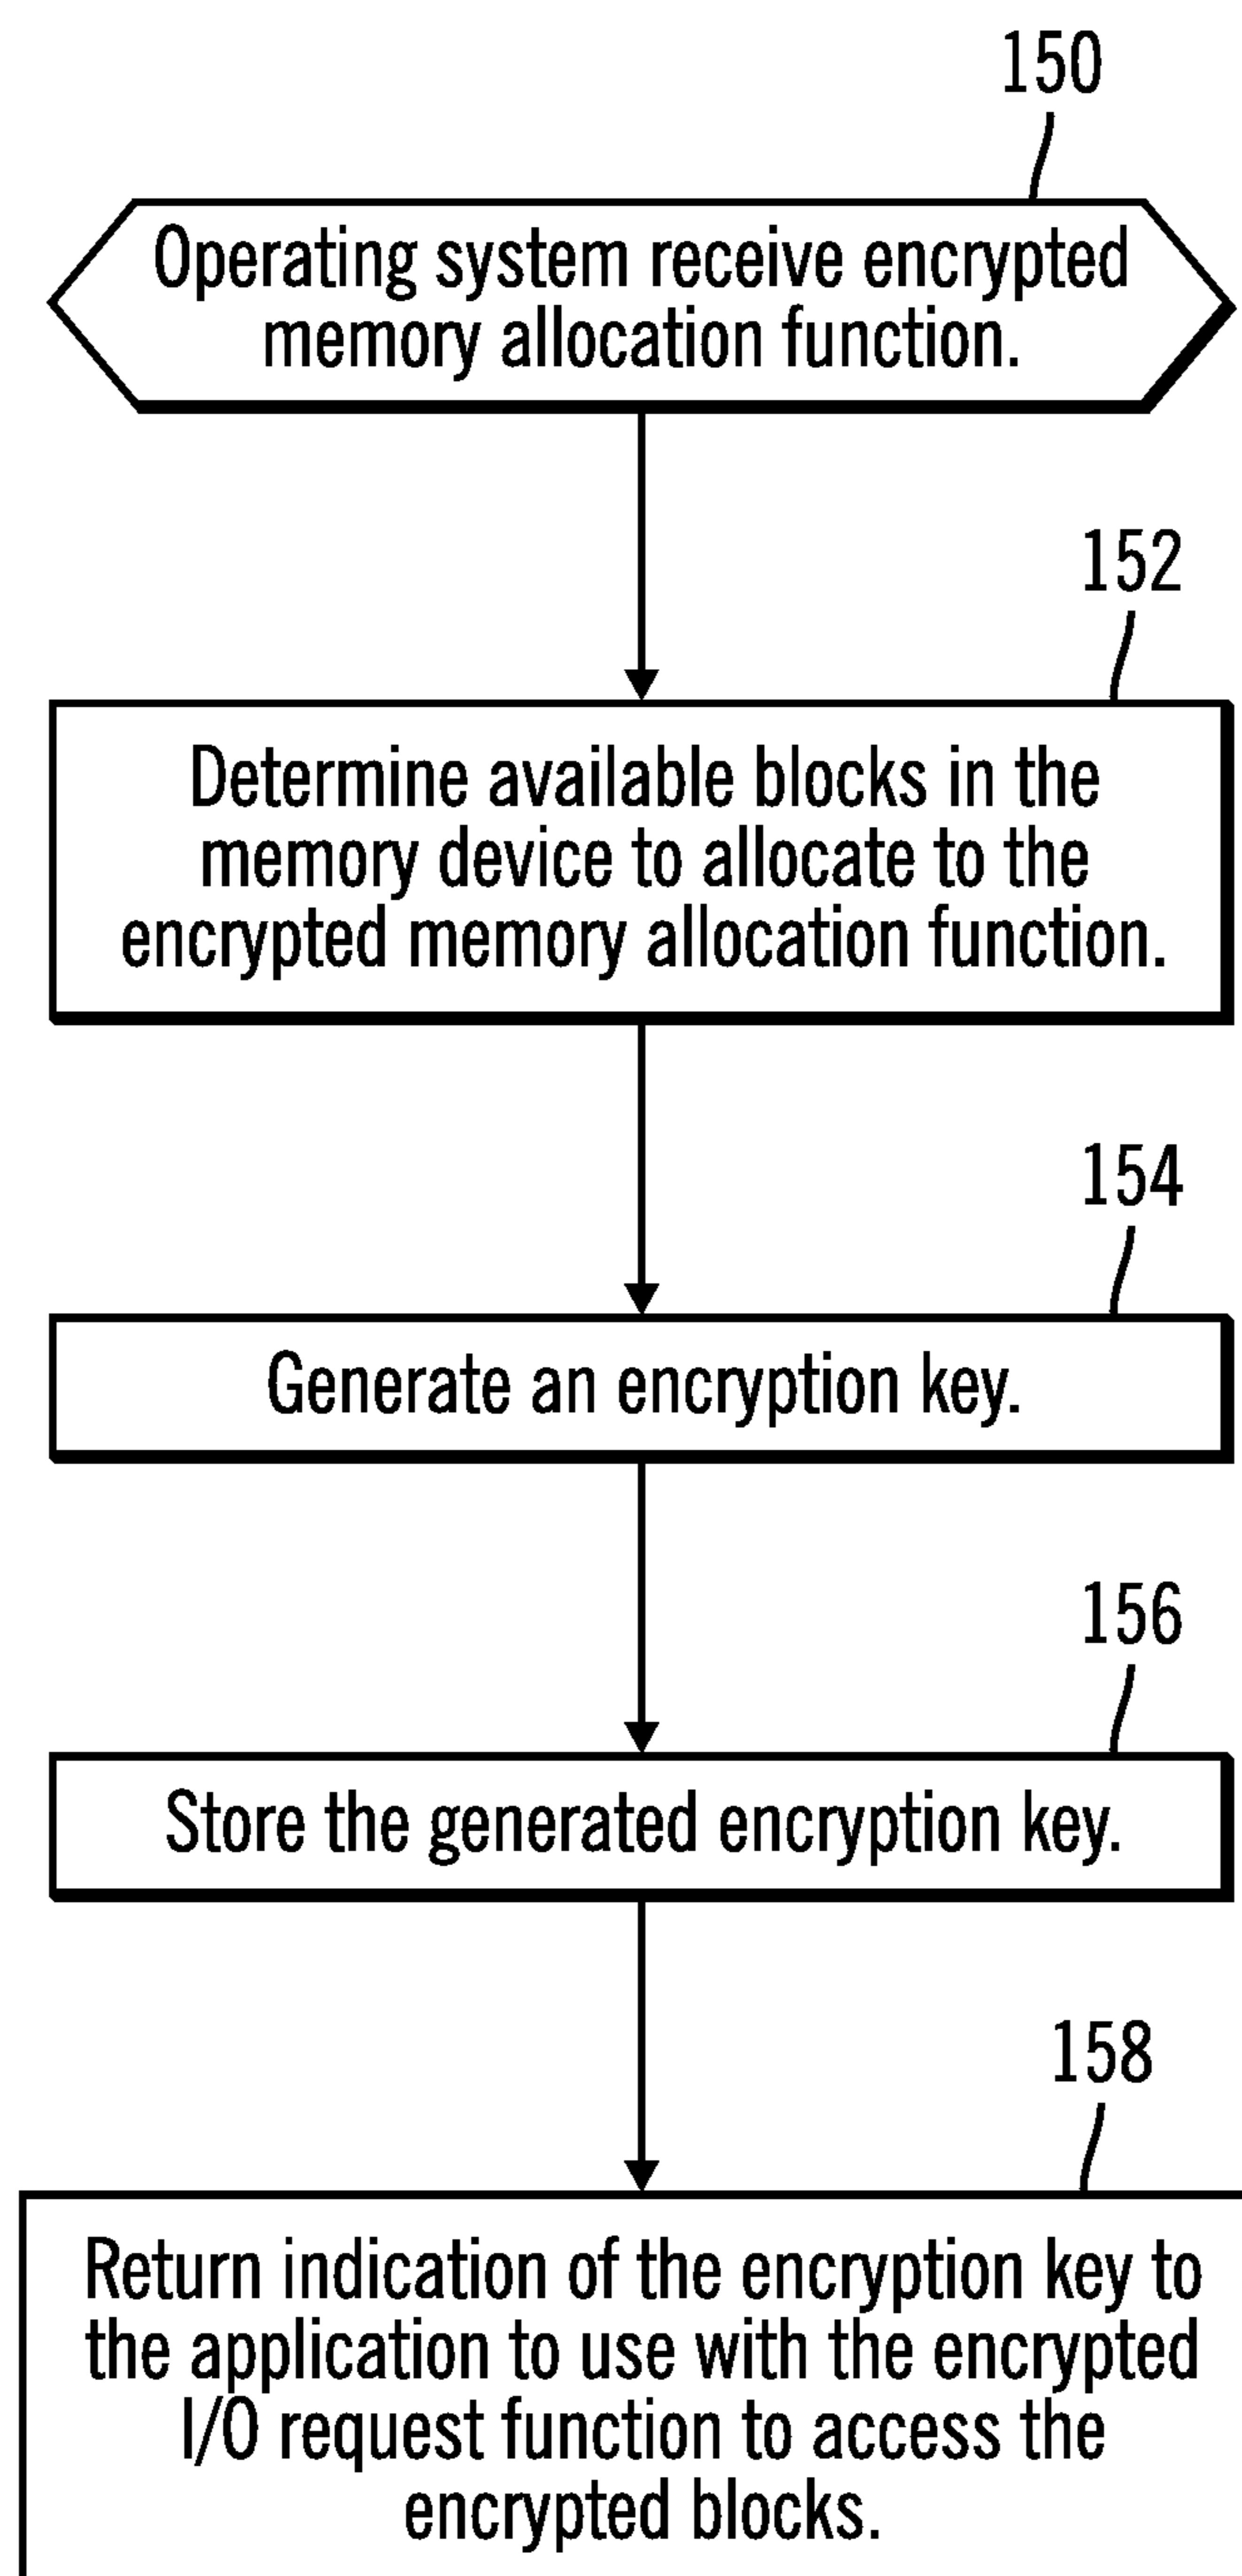 150
Operating system receive encrypted
memory allocation function.
152
Determine available blocks in the
memory device to allocate to the
encrypted memory allocation function.
154
Generate an encryption key.
156
Store the generated encryption key.
158
Return indication of the encryption key to
the application to use with the encrypted
I/O request function to access the
encrypted blocks.